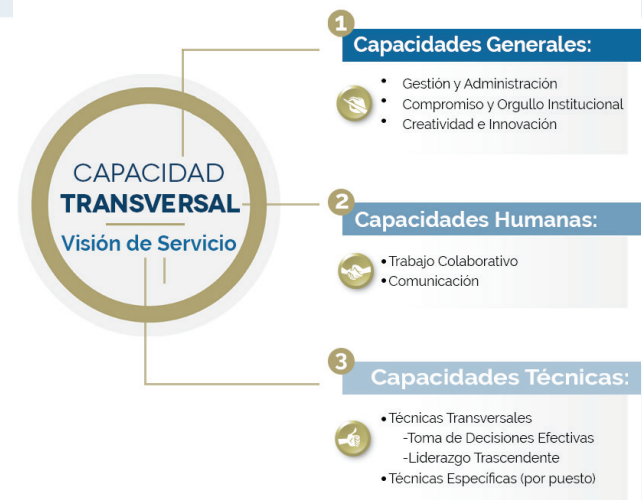 CAPACIDAD
TRANSVERSAL
Visión de Servicio
1
Capacidades Generales:
• Gestión y Administración
• Compromiso y Orgullo Institucional
• Creatividad e Innovación
2
Capacidades Humanas:
• Trabajo Colaborativo
• Comunicación
3
Capacidades Técnicas:
• Técnicas Transversales
-Toma de Decisiones Efectivas
-Liderazgo Trascendente
• Técnicas Específicas (por puesto)